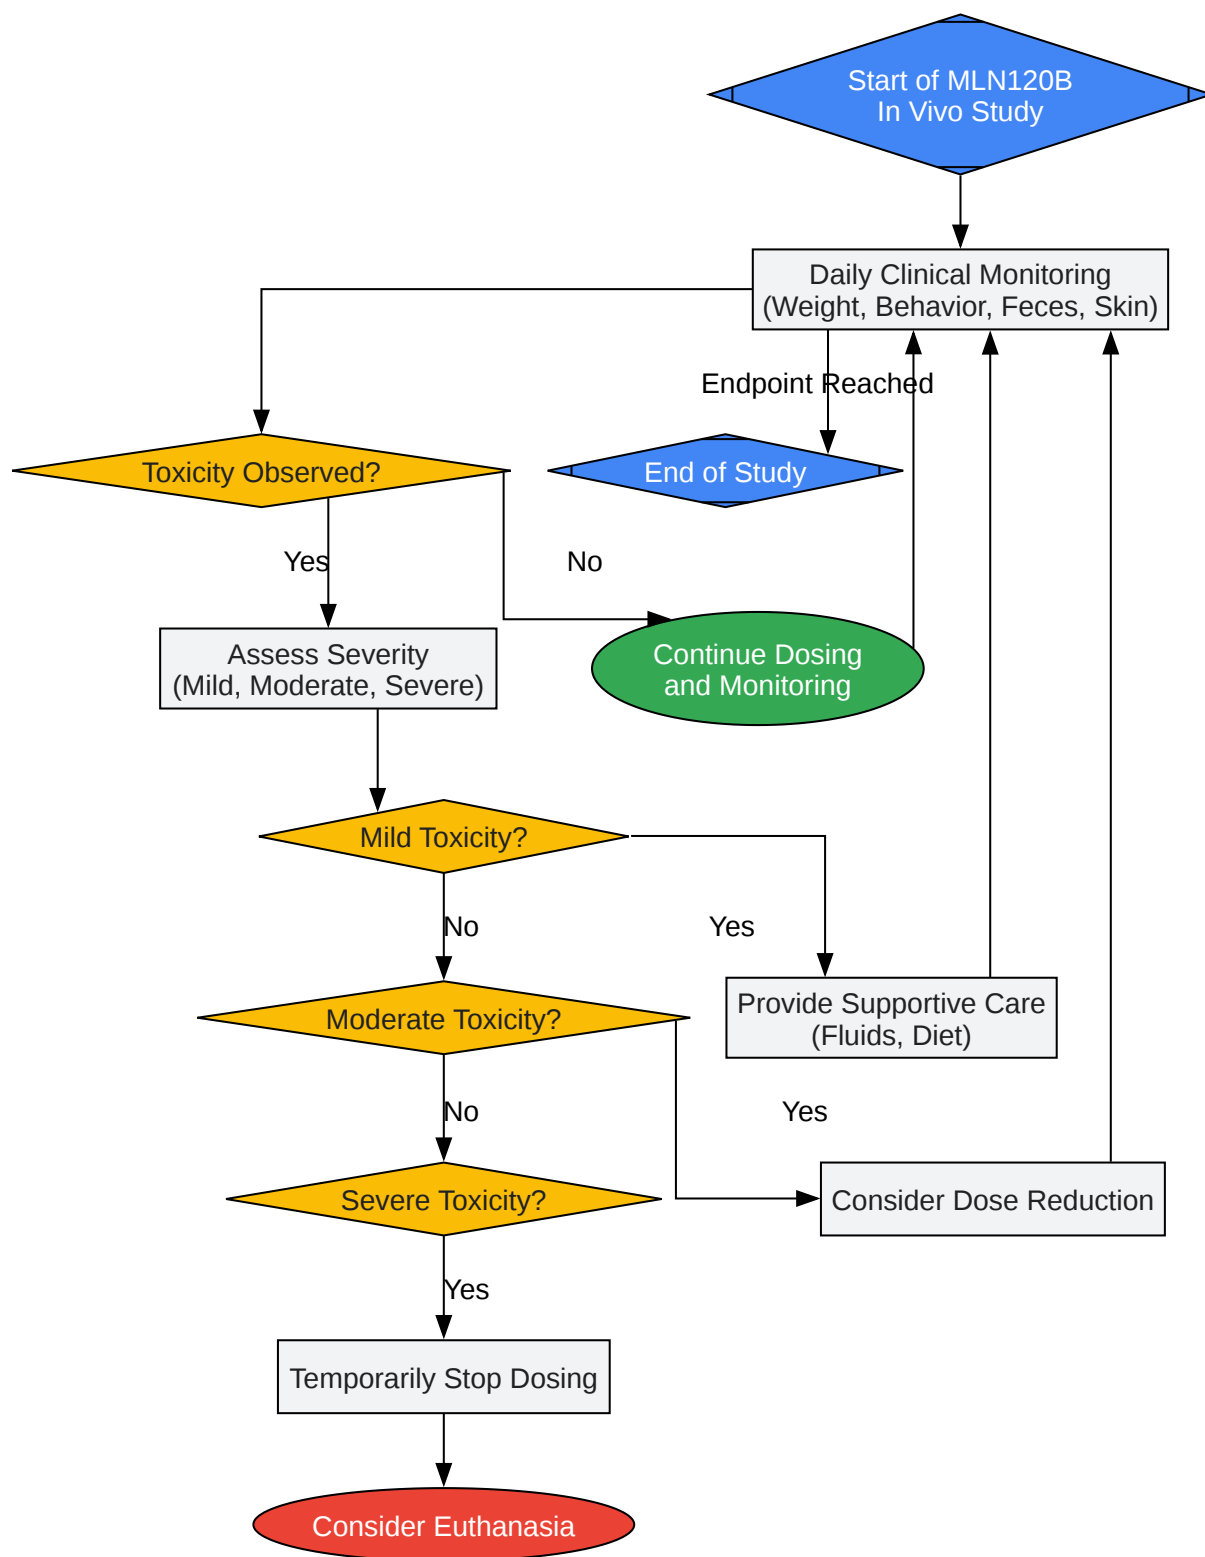 Start of MLN120B
In Vivo Study
Daily Clinical Monitoring
(Weight, Behavior, Feces, Skin)
Endpoint Reached
Toxicity Observed?
End of Study
Yes
No
Assess Severity
(Mild, Moderate, Severe)
Continue Dosing
and Monitoring
Mild Toxicity?
No
Yes
Moderate Toxicity?
Provide Supportive Care
(Fluids, Diet)
No
Yes
Severe Toxicity?
Consider Dose Reduction
Yes
Temporarily Stop Dosing
Consider Euthanasia